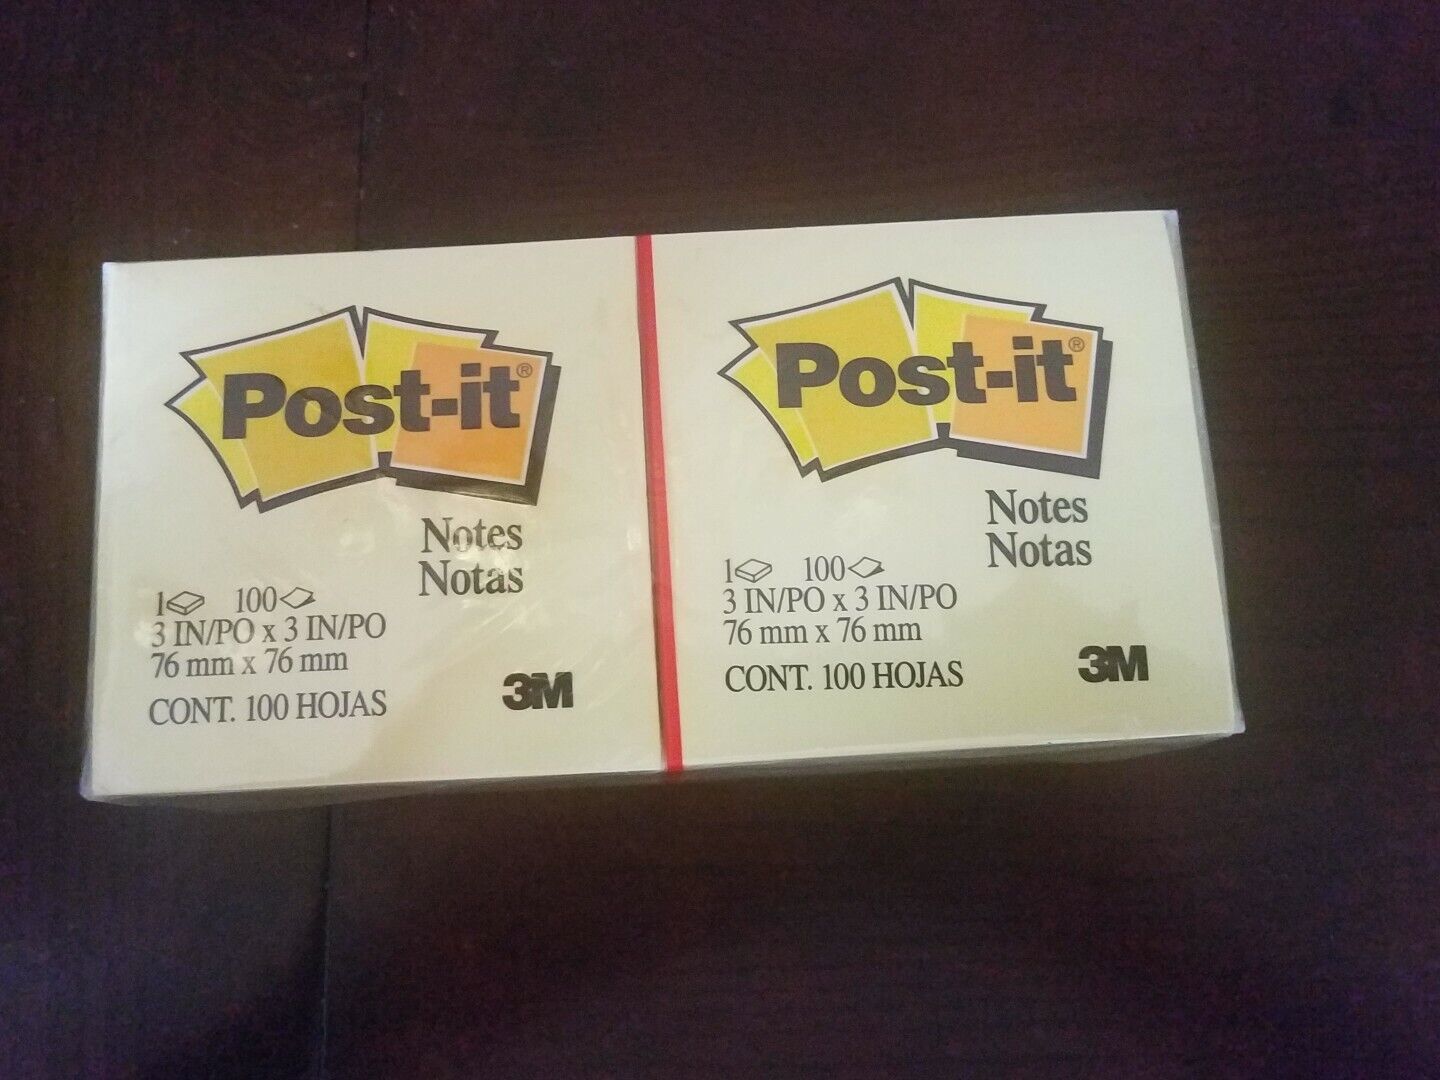 Post-it®
Notes
Notas
1 100
3 IN/PO x 3 IN/PO
76 mm x 76 mm
CONT. 100 HOJAS
3M
Post-it®
Notes
Notas
1 100
3 IN/PO x 3 IN/PO
76 mm x 76 mm
CONT. 100 HOJAS
3M